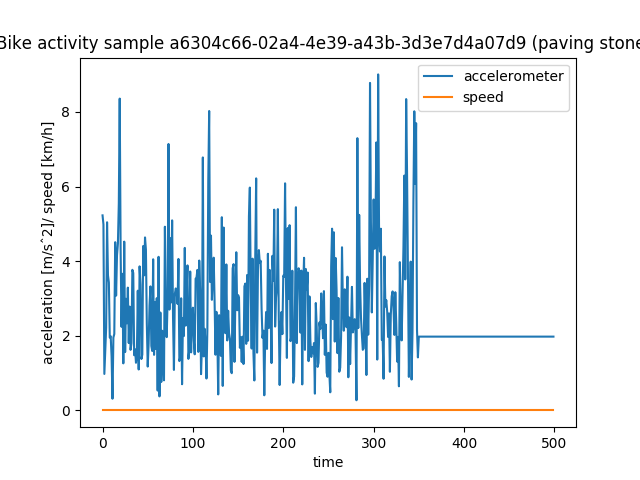 Bike activity sample a6304c66-02a4-4e39-a43b-3d3e7d4a07d9 (paving stone
accelerometer
speed
acceleration [m/s^2]/ speed [km/h]
8
6
4
2
0
0 100 200 300 400 500
time